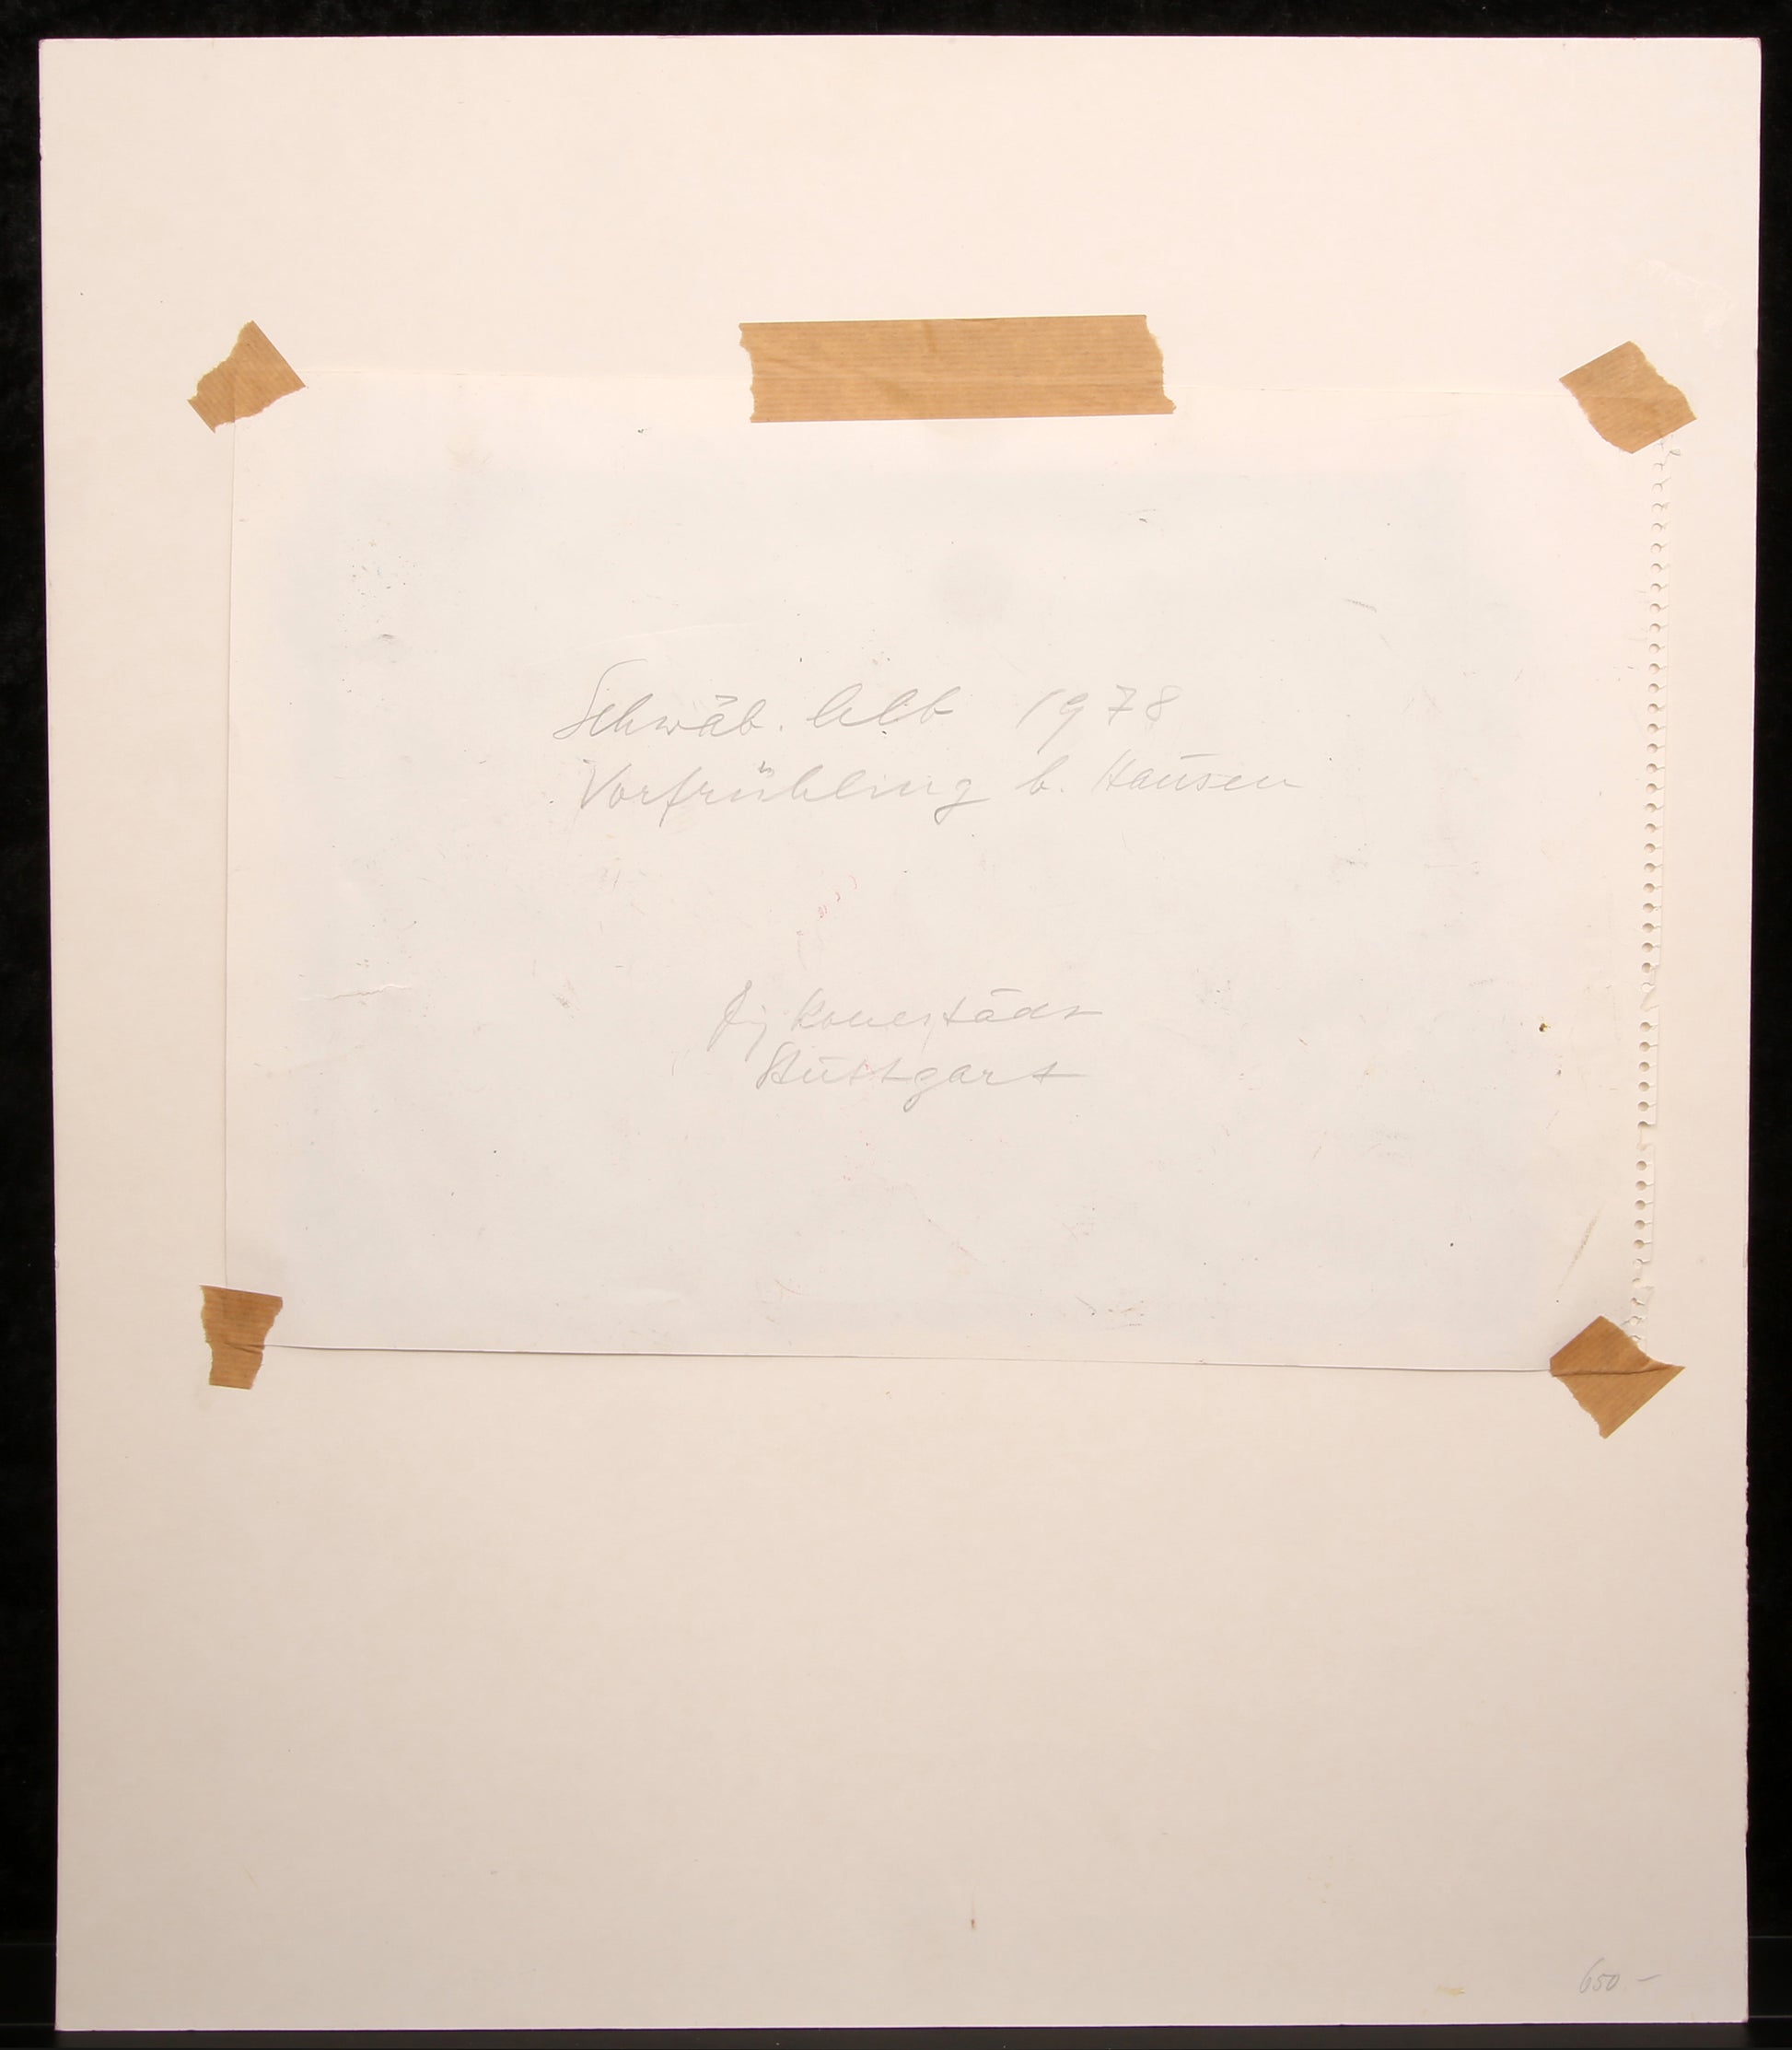 Schwäb. Alb 1978
Vorfrühling b. Hausen
Stuttgart
650.-